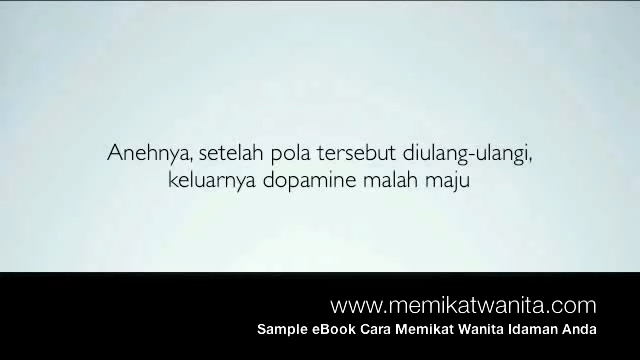 Anehnya, setelah pola tersebut diulang-ulangi,
keluarnya dopamine malah maju
www.memikatwanita.com
Sample eBook Cara Memikat Wanita Idaman Anda